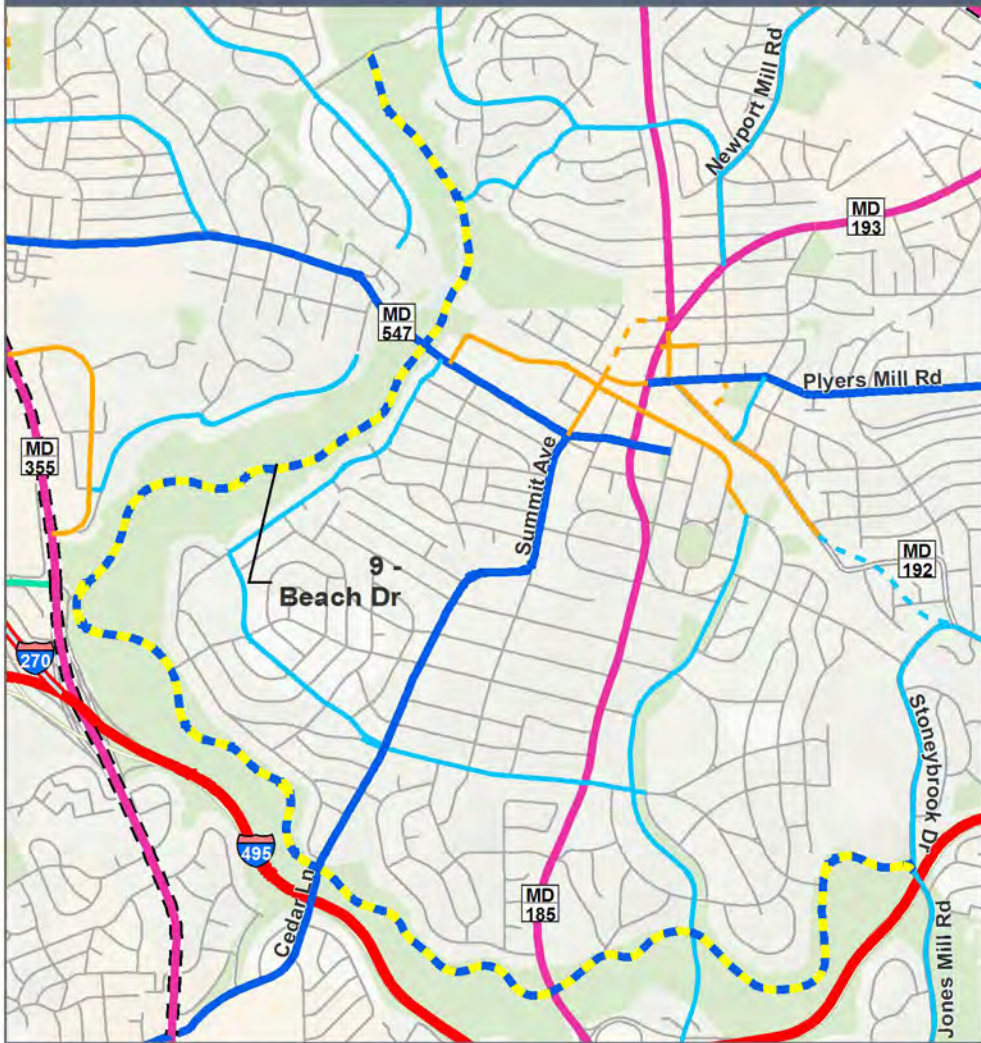 Newport Mill Rd
MD
193
MD
547
Plyers Mill Rd
MD
355
Summit Ave
9 -
Beach Dr
MD
192
270
Stoneybrook Dr
495
MD
185
Cedar Ln
Jones Mill Rd